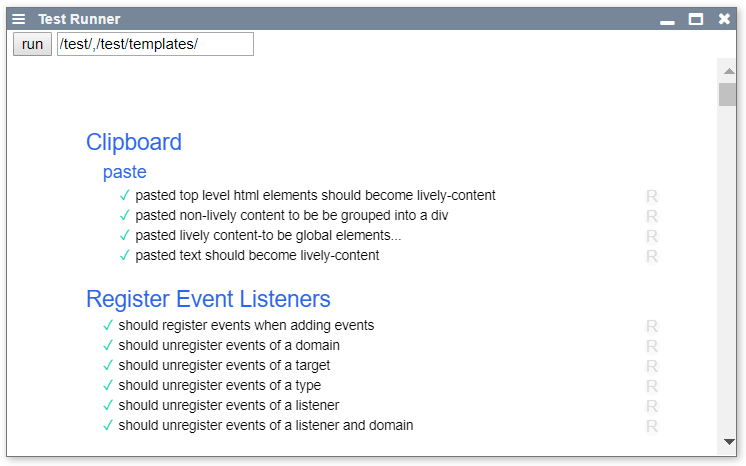 Test Runner
run /test/,/test/templates/
Clipboard
paste
✓ pasted top level html elements should become lively-content R
✓ pasted non-lively content to be be grouped into a div R
✓ pasted lively content-to be global elements... R
✓ pasted text should become lively-content R
Register Event Listeners
✓ should register events when adding events R
✓ should unregister events of a domain R
✓ should unregister events of a target R
✓ should unregister events of a type R
✓ should unregister events of a listener R
✓ should unregister events of a listener and domain R